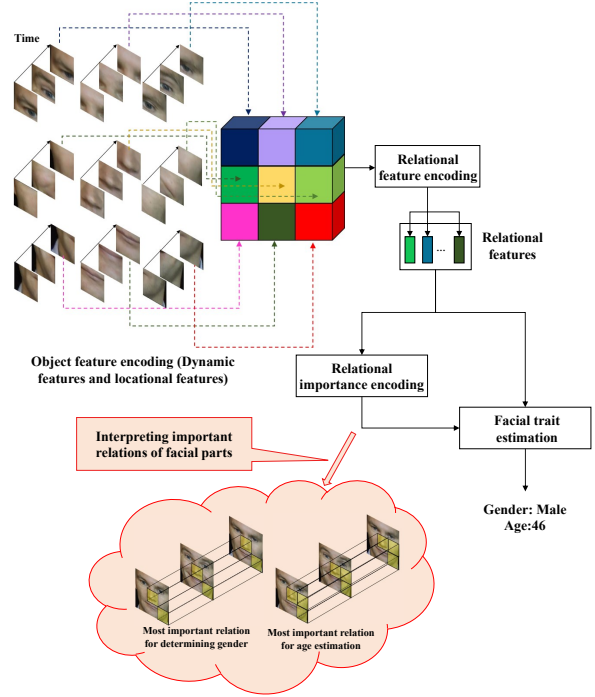 Time
Relational
feature encoding
Relational
features
...
Object feature encoding (Dynamic
features and locational features)
Relational
importance encoding
Facial trait
estimation
Interpreting important
relations of facial parts
Gender: Male
Age:46
Most important relation
for determining gender
Most important relation
for age estimation